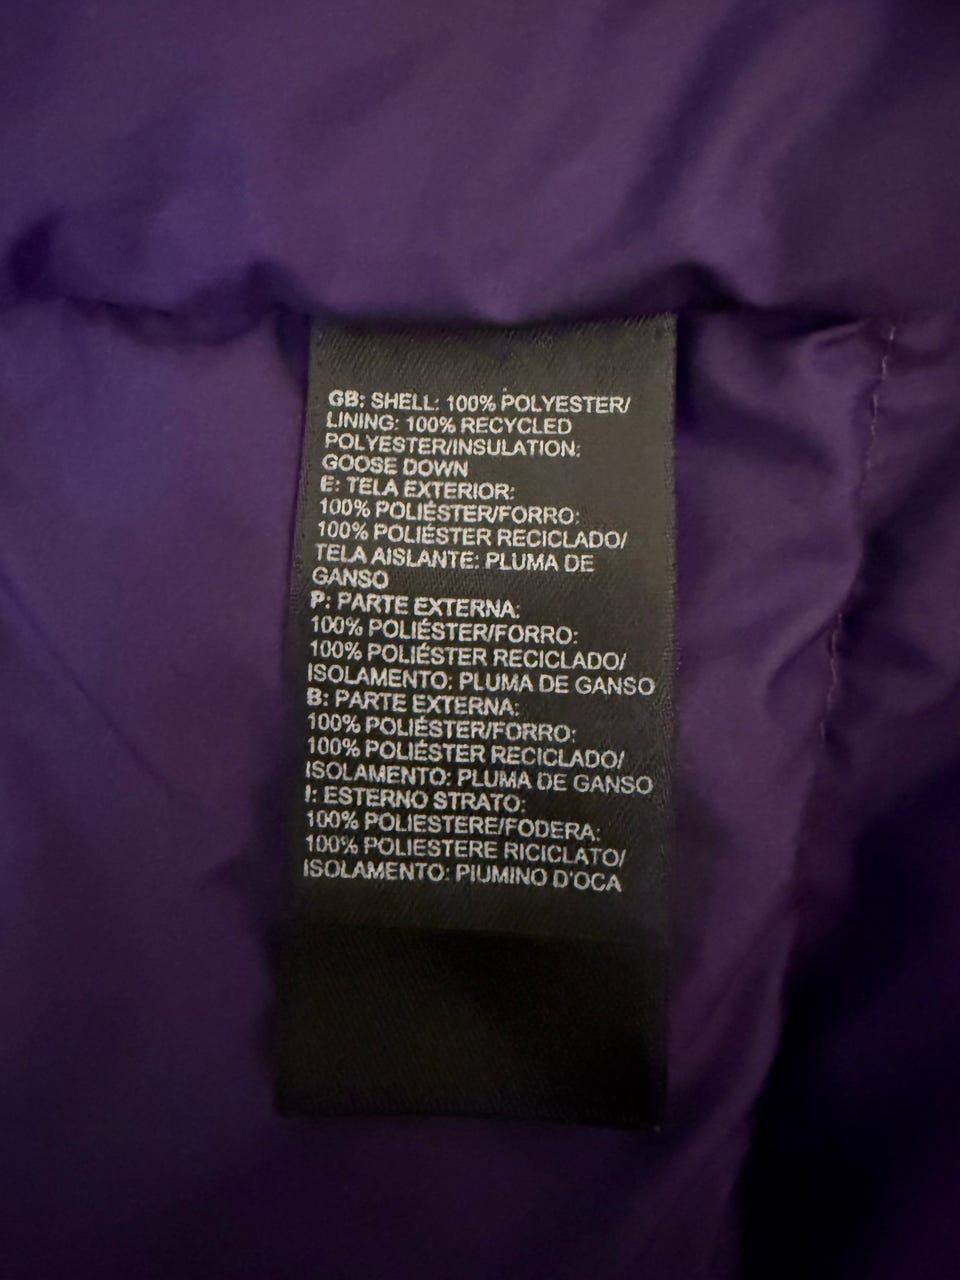 GB: SHELL: 100% POLYESTER/
LINING: 100% RECYCLED
POLYESTER/INSULATION:
GOOSE DOWN
E: TELA EXTERIOR:
100% POLIÉSTER/FORRO:
100% POLIÉSTER RECICLADO/
TELA AISLANTE: PLUMA DE
GANSO
P: PARTE EXTERNA:
100% POLIÉSTER/FORRO:
100% POLIÉSTER RECICLADO/
ISOLAMENTO: PLUMA DE GANSO
B: PARTE EXTERNA:
100% POLIÉSTER/FORRO:
100% POLIÉSTER RECICLADO/
ISOLAMENTO: PLUMA DE GANSO
I: ESTERNO STRATO:
100% POLIESTERE/FODERA:
100% POLIESTERE RICICLATO/
ISOLAMENTO: PIUMINO D'OCA